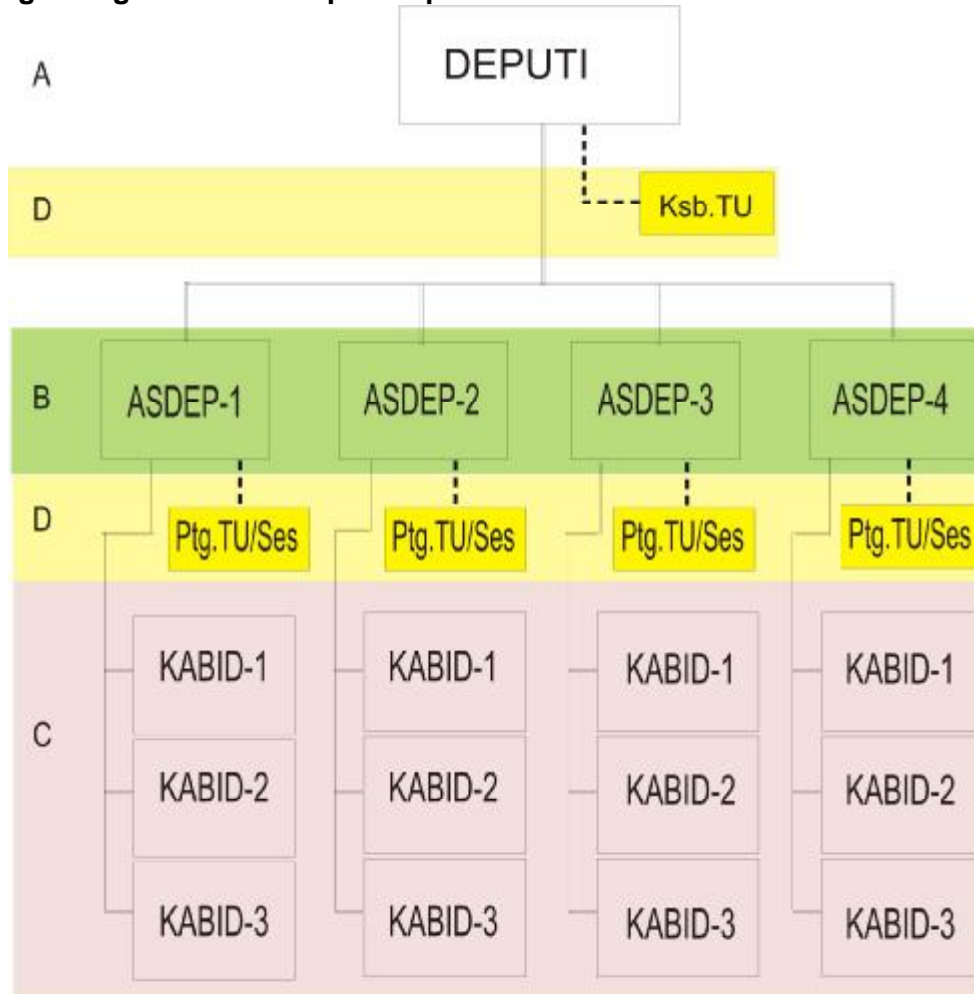 A
DEPUTI
D
Ksb.TU
B
ASDEP-1 ASDEP-2 ASDEP-3 ASDEP-4
D
Ptg.TU/Ses Ptg.TU/Ses Ptg.TU/Ses Ptg.TU/Ses
KABID-1 KABID-1 KABID-1 KABID-1
C
KABID-2 KABID-2 KABID-2 KABID-2
KABID-3 KABID-3 KABID-3 KABID-3